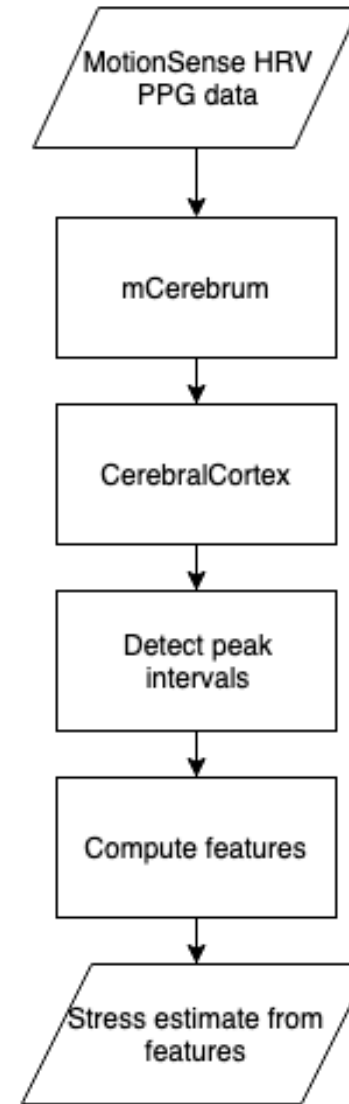 MotionSense HRV
PPG data
mCerebrum
CerebralCortex
Detect peak
intervals
Compute features
Stress estimate from
features